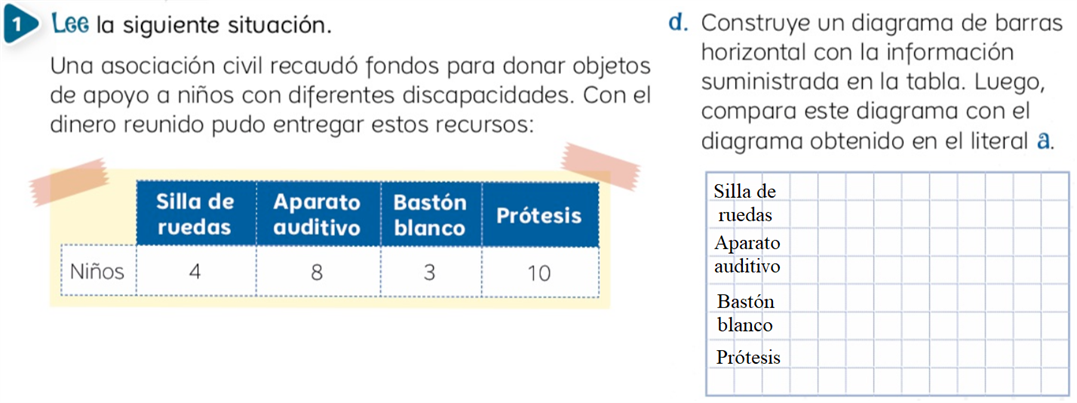 1 Lee la siguiente situación.
Una asociación civil recaudó fondos para donar objetos
de apoyo a niños con diferentes discapacidades. Con el
dinero reunido pudo entregar estos recursos:
Silla de ruedas Aparato auditivo Bastón blanco Prótesis
Niños 4 8 3 10
d. Construye un diagrama de barras
horizontal con la información
suministrada en la tabla. Luego,
compara este diagrama con el
diagrama obtenido en el literal a.
Silla de
ruedas
Aparato
auditivo
Bastón
blanco
Prótesis